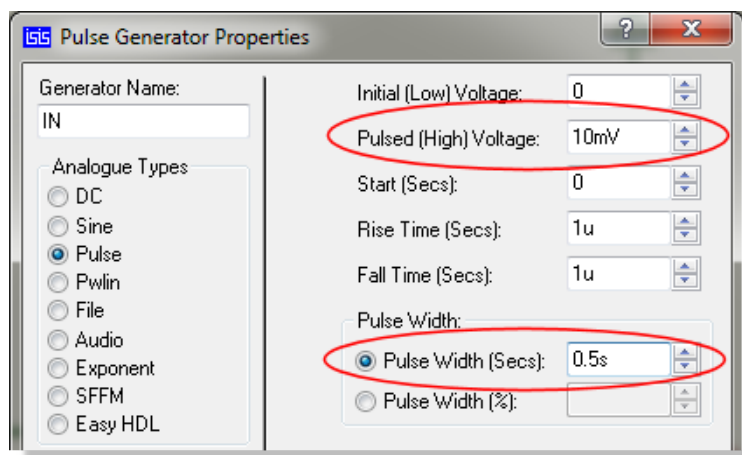 isis Pulse Generator Properties
?
X
Generator Name:
IN
Analogue Types
DC
Sine
Pulse
Pwlin
File
Audio
Exponent
SFFM
Easy HDL
Initial (Low) Voltage: 0
Pulsed (High) Voltage: 10mV
Start (Secs): 0
Rise Time (Secs): 1u
Fall Time (Secs): 1u
Pulse Width:
Pulse Width (Secs): 0.5s
Pulse Width (%):